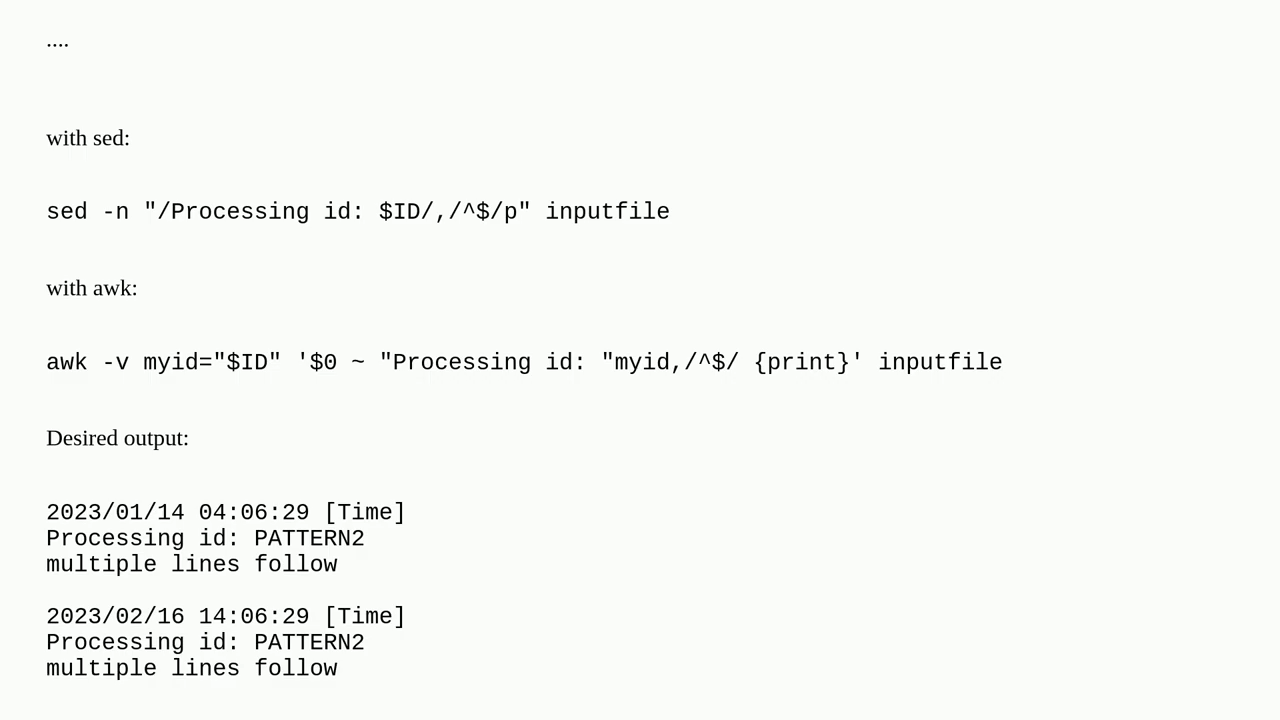 ....
with sed:
sed -n "/Processing id: $ID/,/^$/p" inputfile
with awk:
awk -v myid="$ID" '$0 ~ "Processing id: "myid,/^$/ {print}' inputfile
Desired output:
2023/01/14 04:06:29 [Time]
Processing id: PATTERN2
multiple lines follow
2023/02/16 14:06:29 [Time]
Processing id: PATTERN2
multiple lines follow